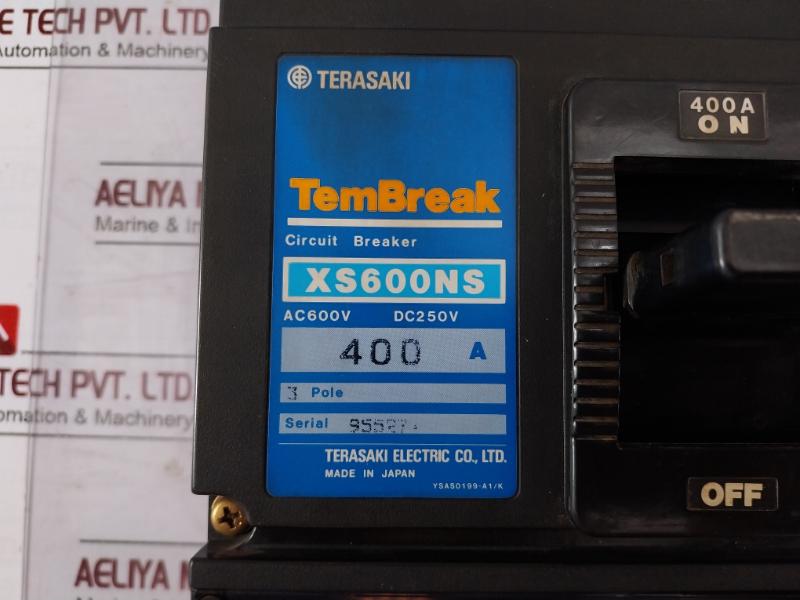 E TECH PVT. LTD
Automation & Machinery
TERASAKI
400A
ON
TemBreak
AELIYA
Marine &
Circuit Breaker
XS600NS
AC600V DC250V
400 A
3 Pole
TECH PVT. LTD
mation & Machinery
Serial
TERASAKI ELECTRIC CO., LTD.
MADE IN JAPAN
YSAS0199-A1/K
OFF
AELIYA